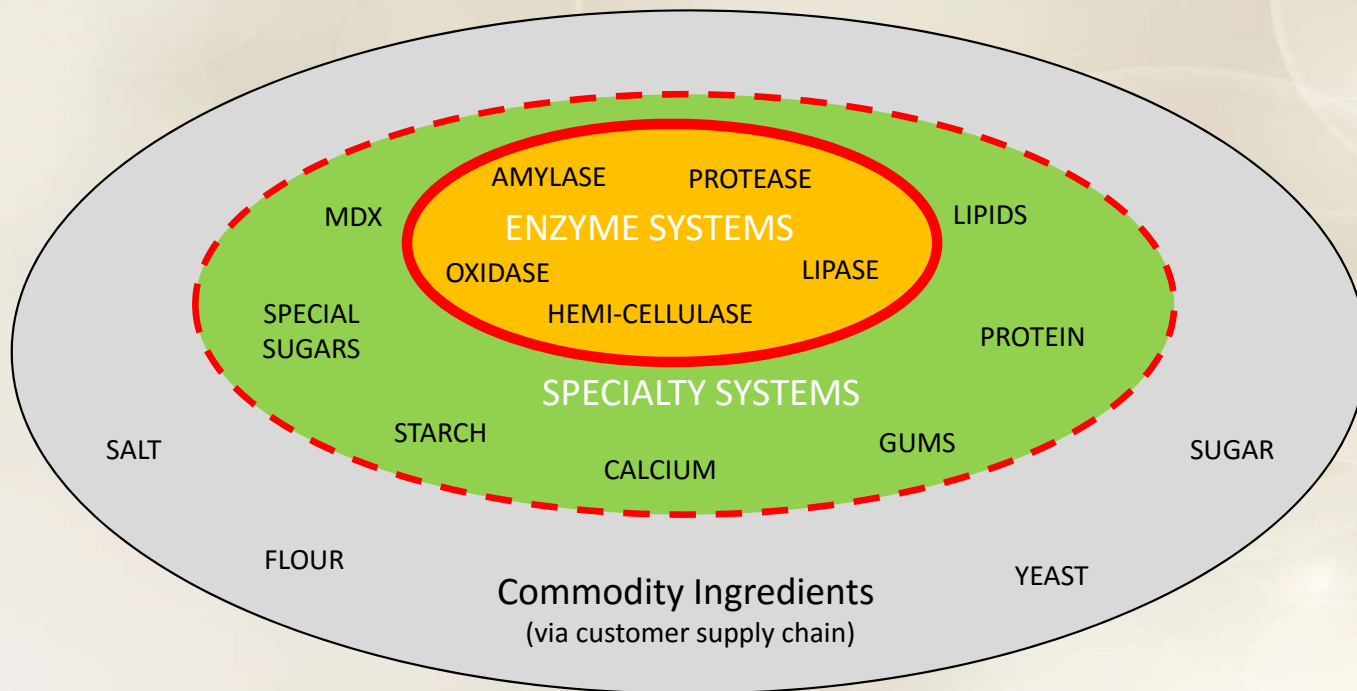 AMYLASE
PROTEASE
MDX
LIPIDS
ENZYME SYSTEMS
OXIDASE
LIPASE
HEMI-CELLULASE
SPECIAL
SUGARS
PROTEIN
SPECIALTY SYSTEMS
STARCH
GUMS
SALT
CALCIUM
SUGAR
FLOUR
YEAST
Commodity Ingredients
(via customer supply chain)